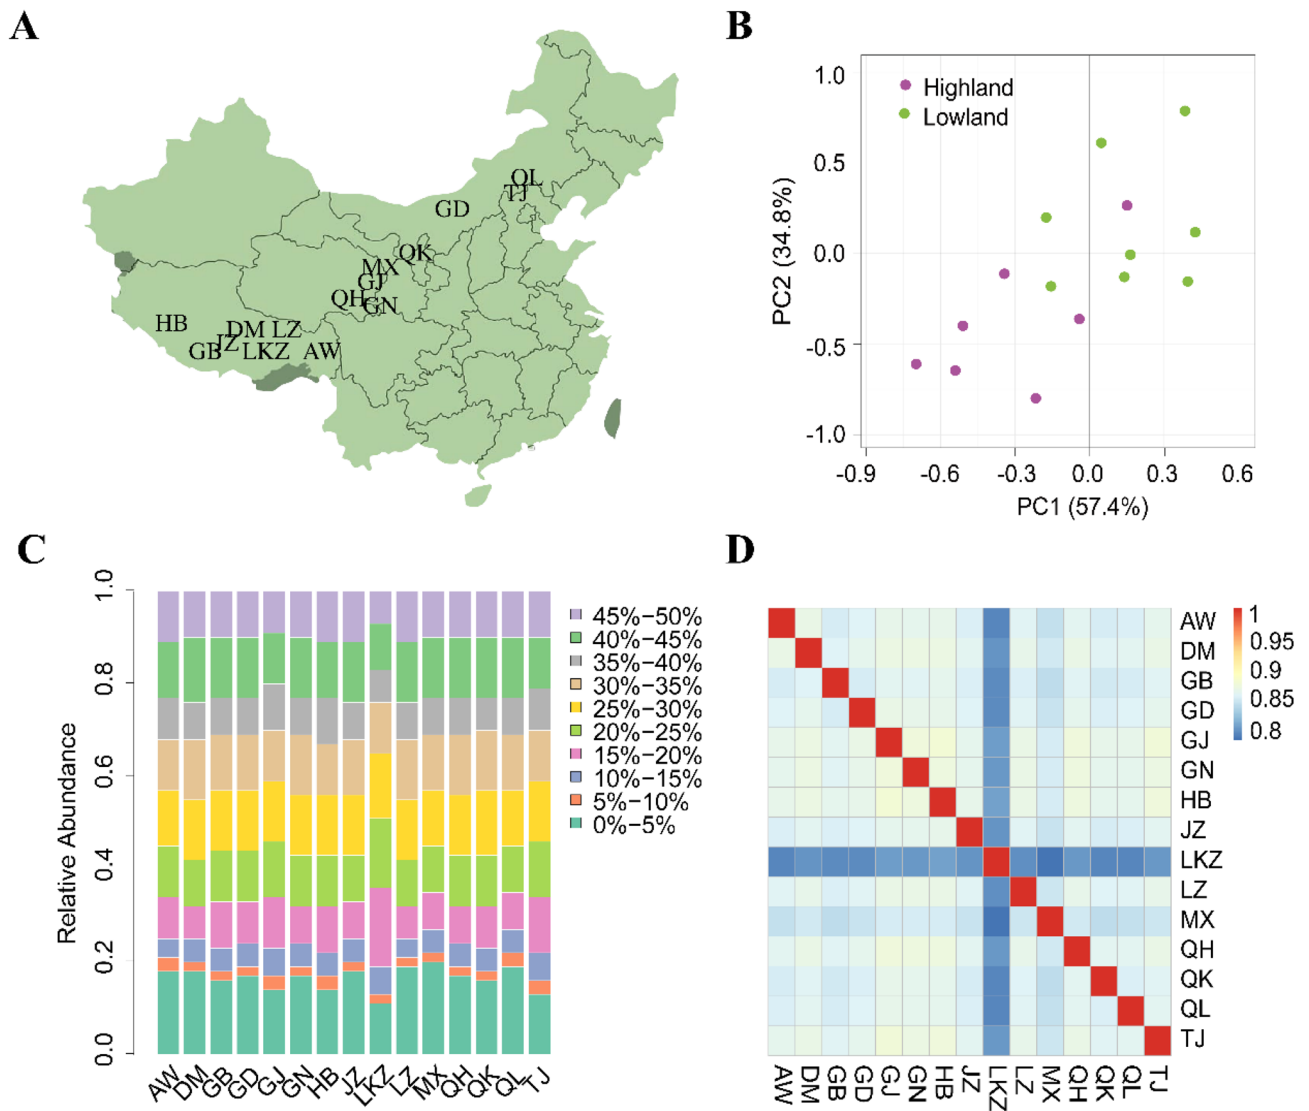 A
QL
TJ
GD
QK
MX
GJ
QH
GN
HB
DM LZ
JZ
GB
LKZ
AW
B
Highland
Lowland
1.0
0.5
0.0
-0.5
-1.0
PC2 (34.8%)
-0.9 -0.6 -0.3 0.0 0.3 0.6
PC1 (57.4%)
C
1.0
0.8
0.6
0.4
0.2
0.0
Relative Abundance
AW DM GB GD GJ GN HB JZ LKZ LZ MX QH QK QL TJ
45%-50%
40%-45%
35%-40%
30%-35%
25%-30%
20%-25%
15%-20%
10%-15%
5%-10%
0%-5%
D
AW
DM
GB
GD
GJ
GN
HB
JZ
LKZ
LZ
MX
QH
QK
QL
TJ
AW DM GB GD GJ GN HB JZ LKZ LZ MX QH QK QL TJ
1
0.95
0.9
0.85
0.8